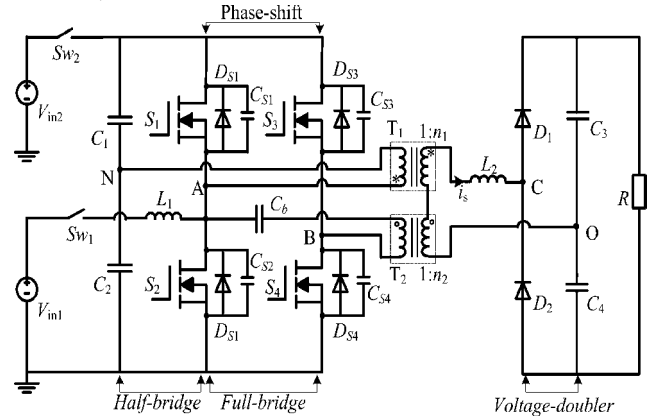 Phase-shift
Sw2
DS1
DS3
Vin2
C1
S1
CS1
S3
CS3
T1
1:n1
D1
C3
N
*
*
L2
A
is
C
L1
Cb
R
Sw1
B
O
C2
S2
CS2
S4
CS4
T2
1:n2
D2
C4
Vin1
DS1
DS4
Half-bridge
Full-bridge
Voltage-doubler